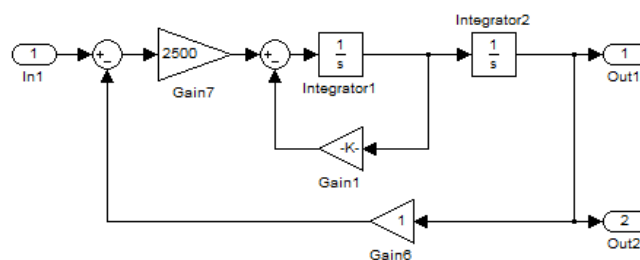 Integrator2
1
In1
+
−
2500
Gain7
+
−
1
s
Integrator1
1
s
1
Out1
-K-
Gain1
1
Gain6
2
Out2